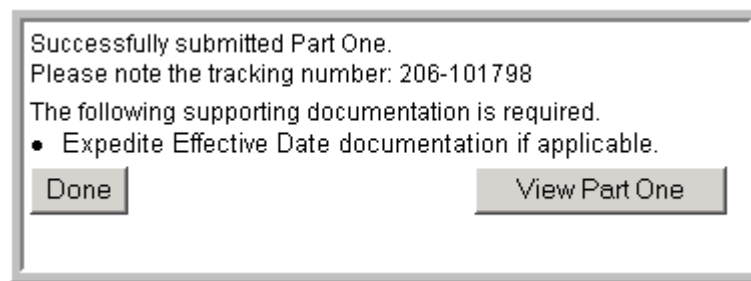 Successfully submitted Part One.
Please note the tracking number: 206-101798
The following supporting documentation is required.
● Expedite Effective Date documentation if applicable.
Done View Part One